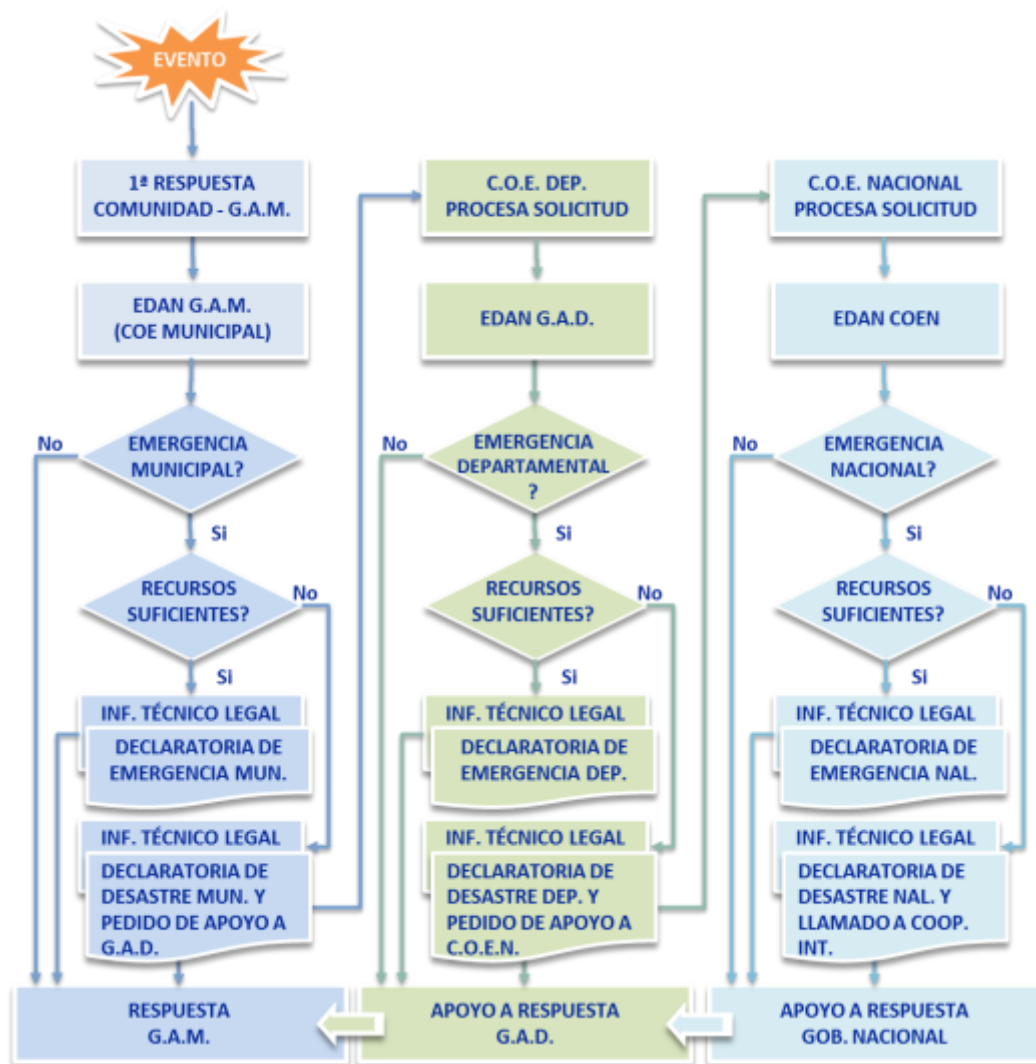 EVENTO
1ª RESPUESTA
COMUNIDAD - G.A.M.
EDAN G.A.M.
(COE MUNICIPAL)
No
EMERGENCIA
MUNICIPAL?
Si
RECURSOS
SUFICIENTES?
No
Si
INF. TÉCNICO LEGAL
DECLARATORIA DE
EMERGENCIA MUN.
INF. TÉCNICO LEGAL
DECLARATORIA DE
DESASTRE MUN. Y
PEDIDO DE APOYO A
G.A.D.
RESPUESTA
G.A.M.
C.O.E. DEP.
PROCESA SOLICITUD
EDAN G.A.D.
No
EMERGENCIA
DEPARTAMENTAL
?
Si
RECURSOS
SUFICIENTES?
No
Si
INF. TÉCNICO LEGAL
DECLARATORIA DE
EMERGENCIA DEP.
INF. TÉCNICO LEGAL
DECLARATORIA DE
DESASTRE DEP. Y
PEDIDO DE APOYO A
C.O.E.N.
APOYO A RESPUESTA
G.A.D.
C.O.E. NACIONAL
PROCESA SOLICITUD
EDAN COEN
No
EMERGENCIA
NACIONAL?
Si
RECURSOS
SUFICIENTES?
No
Si
INF. TÉCNICO LEGAL
DECLARATORIA DE
EMERGENCIA NAL.
INF. TÉCNICO LEGAL
DECLARATORIA DE
DESASTRE NAL. Y
LLAMADO A COOP.
INT.
APOYO A RESPUESTA
GOB. NACIONAL